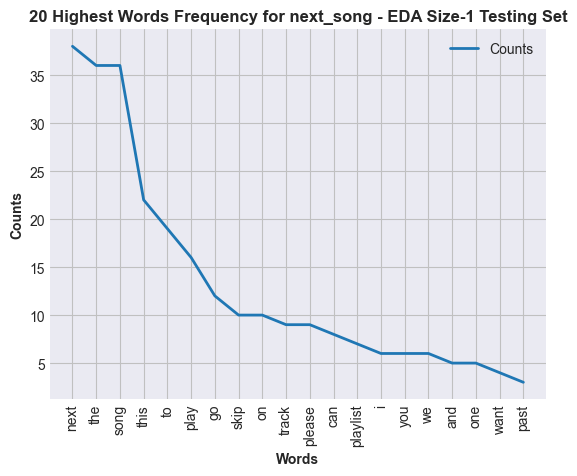 20 Highest Words Frequency for next_song - EDA Size-1 Testing Set
Counts
35
30
25
20
15
10
5
Counts
next
the
song
this
to
play
go
skip
on
track
please
can
playlist
i
you
we
and
one
want
past
Words